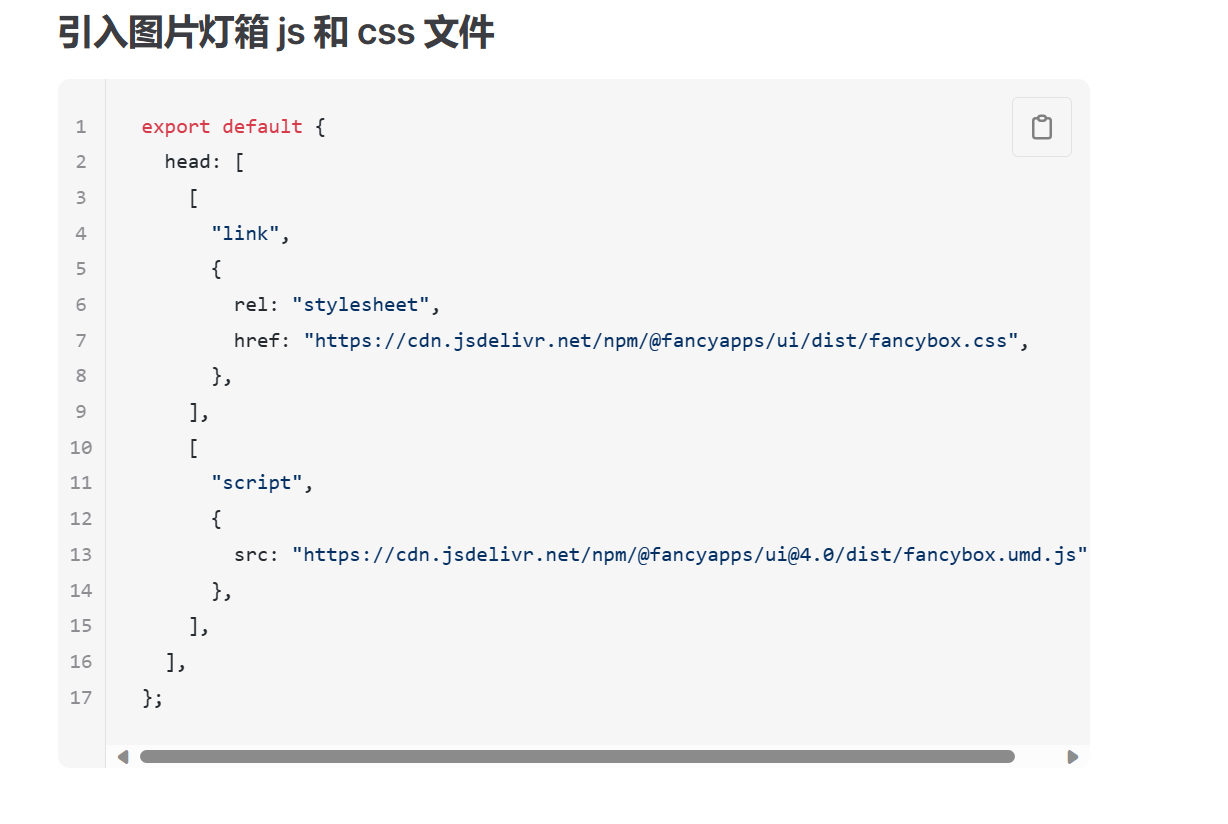 引入图片灯箱 js 和 css 文件
1 export default {
2   head: [
3     [
4       "link",
5       {
6         rel: "stylesheet",
7         href: "https://cdn.jsdelivr.net/npm/@fancyapps/ui/dist/fancybox.css",
8       },
9     ],
10     [
11       "script",
12       {
13         src: "https://cdn.jsdelivr.net/npm/@fancyapps/ui@4.0/dist/fancybox.umd.js"
14       },
15     ],
16   ],
17 };